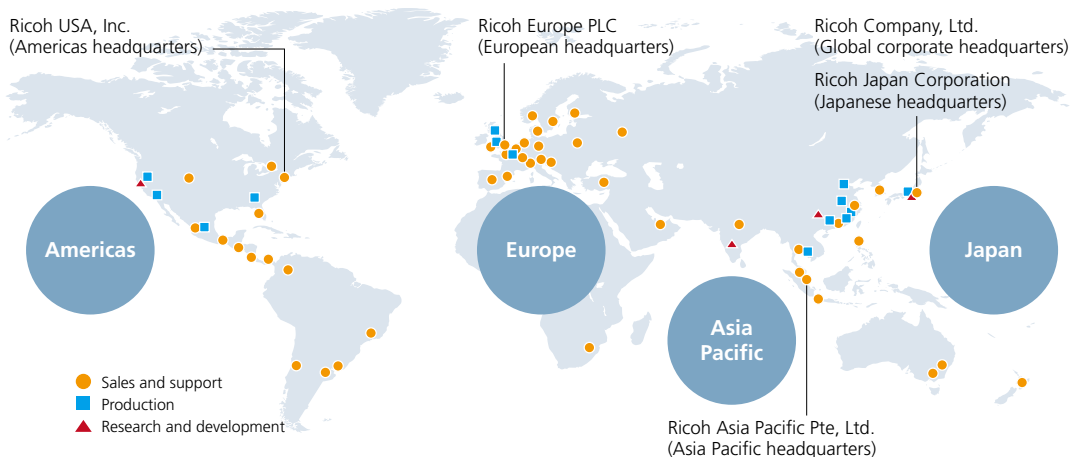 Ricoh USA, Inc.
(Americas headquarters)
Ricoh Europe PLC
(European headquarters)
Ricoh Company, Ltd.
(Global corporate headquarters)
Ricoh Japan Corporation
(Japanese headquarters)
Americas
Europe
Japan
Asia
Pacific
Sales and support
Production
Research and development
Ricoh Asia Pacific Pte, Ltd.
(Asia Pacific headquarters)